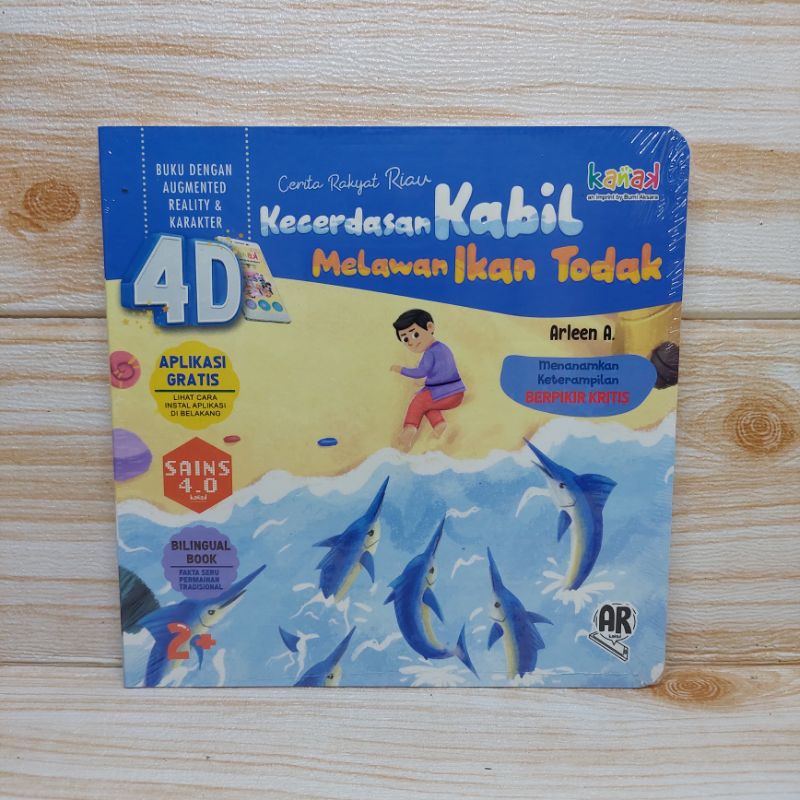 BUKU DENGAN
AUGMENTED
REALITY &
KARAKTER
4D
Cerita Rakyat Riau
Kecerdasan Kabil
Melawan Ikan Todak
kanak
an imprint by Bumi Aksara
Arleen A.
Menanamkan
Keterampilan
BERPIKIR KRITIS
APLIKASI
GRATIS
LIHAT CARA
INSTAL APLIKASI
DI BELAKANG
SAINS
4.0
kanak
BILINGUAL
BOOK
FAKTA SERU
PERMAINAN
TRADISIONAL
2+
AR